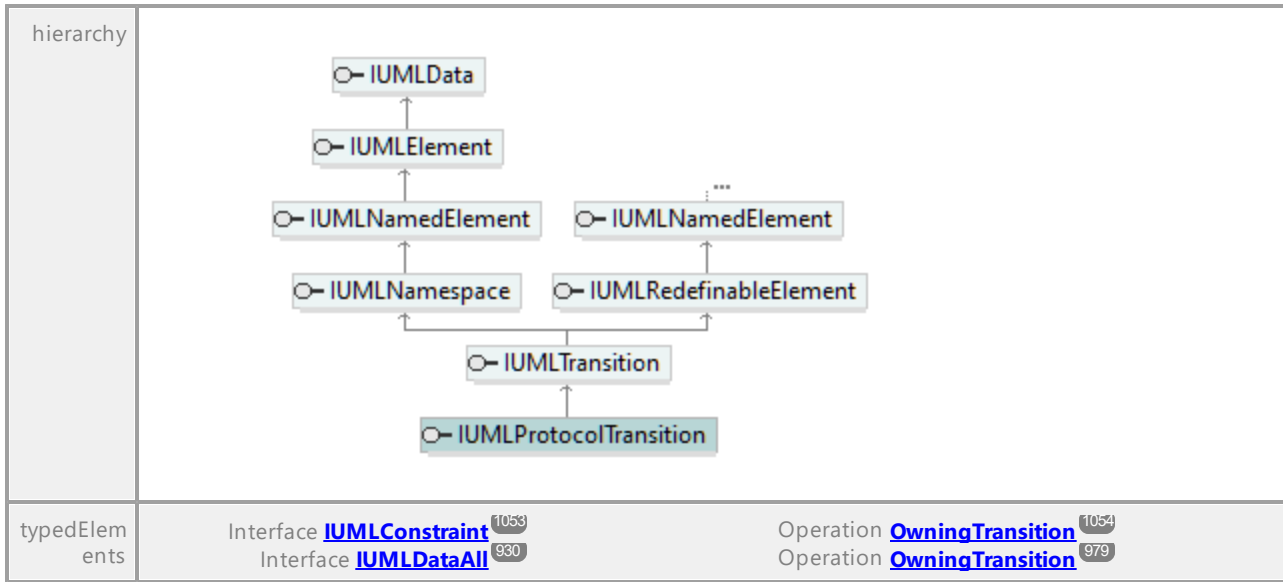 hierarchy
IUMLData
IUMLElement
...
IUMLNamedElement IUMLNamedElement
IUMLNamespace IUMLRedefinableElement
IUMLTransition
IUMLProtocolTransition
typedElem
ents
Interface IUMLConstraint 1053 Operation OwningTransition 1054
Interface IUMLDataAll 930 Operation OwningTransition 979